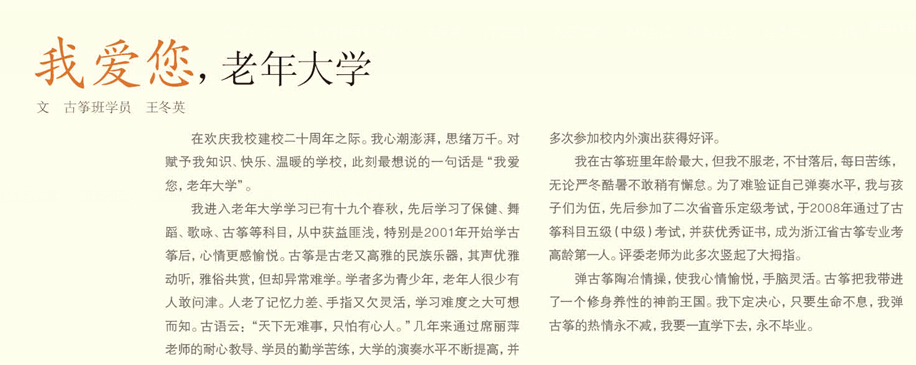 我爱您，老年大学
文 古筝班学员 王冬英
在欢庆我校建校二十周年之际。我心潮澎湃，思绪万千。对
赋予我知识、快乐、温暖的学校，此刻最想说的一句话是“我爱
您，老年大学”。
我进入老年大学学习已有十九个春秋，先后学习了保健、舞
蹈、歌咏、古筝等科目，从中获益匪浅，特别是2001年开始学古
筝后，心情更感愉悦。古筝是古老又高雅的民族乐器，其声优雅
动听，雅俗共赏，但却异常难学。学者多为青少年，老年人很少有
人敢问津。人老了记忆力差、手指又欠灵活，学习难度之大可想
而知。古语云：“天下无难事，只怕有心人。”几年来通过席丽萍
老师的耐心教导、学员的勤学苦练，大学的演奏水平不断提高，并
多次参加校内外演出获得好评。
我在古筝班里年龄最大，但我不服老，不甘落后，每日苦练，
无论严冬酷暑不敢稍有懈怠。为了难验证自己弹奏水平，我与孩
子们为伍，先后参加了二次省音乐定级考试，于2008年通过了古
筝科目五级（中级）考试，并获优秀证书，成为浙江省古筝专业考
高龄第一人。评委老师为此多次竖起了大拇指。
弹古筝陶冶情操，使我心情愉悦，手脑灵活。古筝把我带进
了一个修身养性的神韵王国。我下定决心，只要生命不息，我弹
古筝的热情永不减，我要一直学下去，永不毕业。